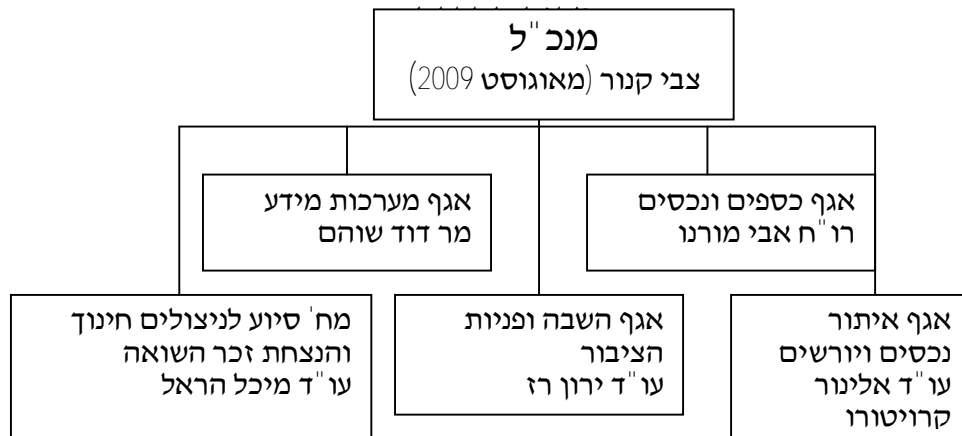 מנכ"ל
צבי קנור (מאוגוסט 2009)
אגף כספים ונכסים
רו"ח אבי מורנו
אגף מערכות מידע
מר דוד שוהם
אגף איתור
נכסים ויורשים
עו"ד אלינור
קרויטורו
אגף השבה ופניות
הציבור
עו"ד ירון רז
מח' סיוע לניצולים חינוך
והנצחת זכר השואה
עו"ד מיכל הראל